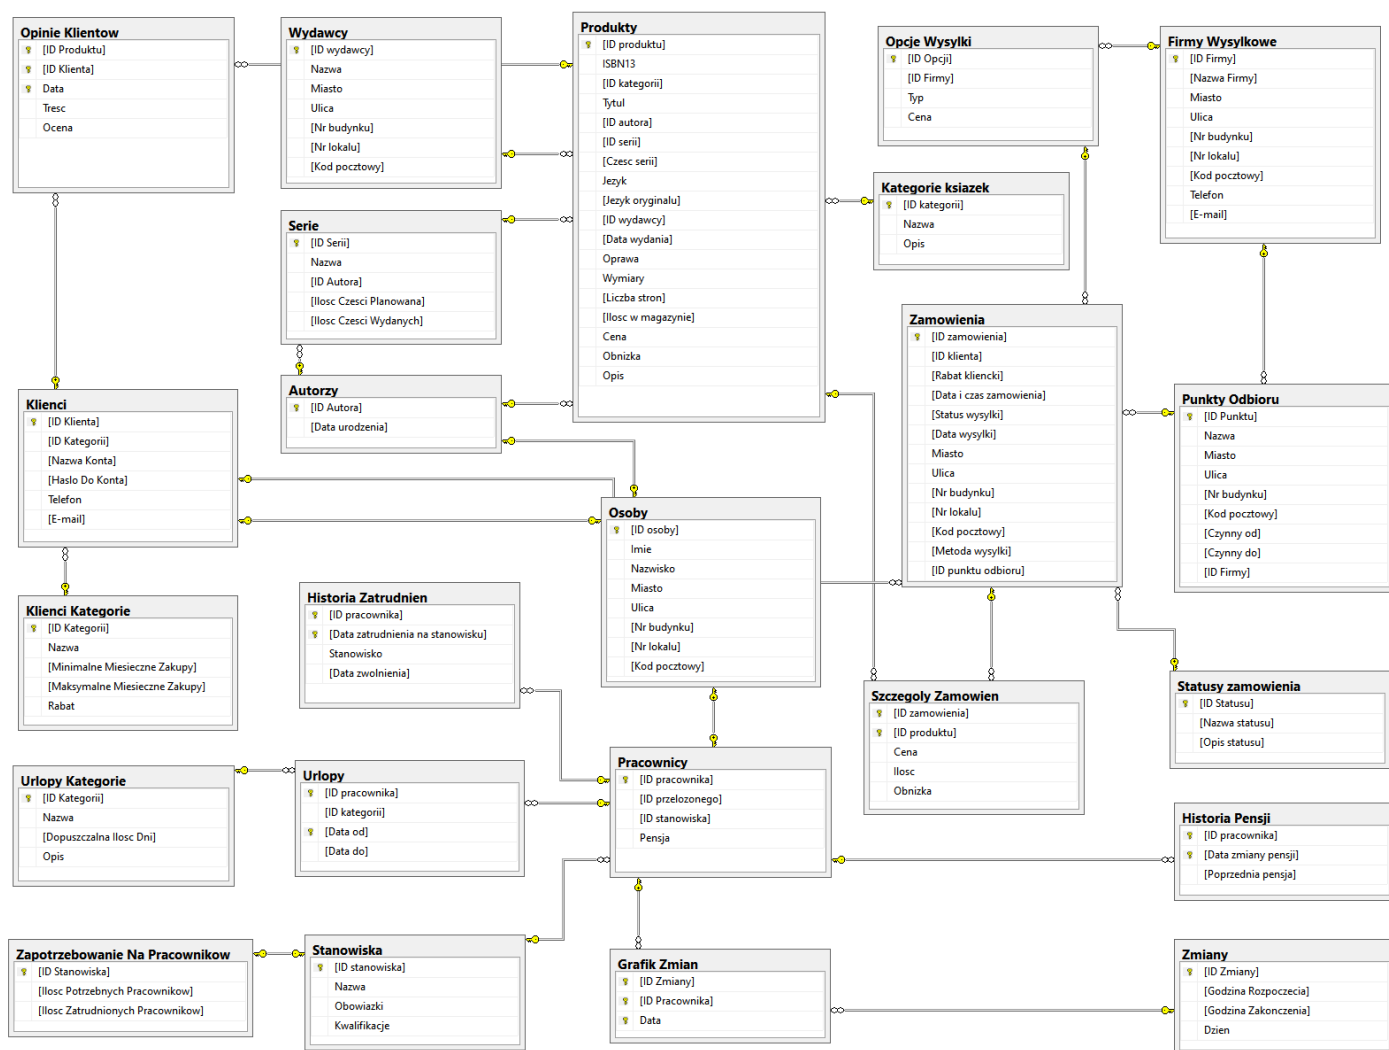 Opinie Klientow
[ID Produktu]
[ID Klienta]
Data
Tresc
Ocena
Wydawcy
[ID wydawcy]
Nazwa
Miasto
Ulica
[Nr budynku]
[Nr lokalu]
[Kod pocztowy]
Produkty
[ID produktu]
ISBN13
[ID kategorii]
Tytul
[ID autora]
[ID serii]
[Czesc serii]
Jezyk
[Jezyk oryginalu]
[ID wydawcy]
[Data wydania]
Oprawa
Wymiary
[Liczba stron]
[Ilosc w magazynie]
Cena
Obnizka
Opis
Opcje Wysylki
[ID Opcji]
[ID Firmy]
Typ
Cena
Firmy Wysylkowe
[ID Firmy]
[Nazwa Firmy]
Miasto
Ulica
[Nr budynku]
[Nr lokalu]
[Kod pocztowy]
Telefon
[E-mail]
Kategorie ksiazek
[ID kategorii]
Nazwa
Opis
Serie
[ID Serii]
Nazwa
[ID Autora]
[Ilosc Czesci Planowana]
[Ilosc Czesci Wydanych]
Autorzy
[ID Autora]
[Data urodzenia]
Zamowienia
[ID zamowienia]
[ID klienta]
[Rabat kliencki]
[Data i czas zamowienia]
[Status wysylki]
[Data wysylki]
Miasto
Ulica
[Nr budynku]
[Nr lokalu]
[Kod pocztowy]
[Metoda wysylki]
[ID punktu odbioru]
Punkty Odbioru
[ID Punktu]
Nazwa
Miasto
Ulica
[Nr budynku]
[Kod pocztowy]
[Czynny od]
[Czynny do]
[ID Firmy]
Klienci
[ID Klienta]
[ID Kategorii]
[Nazwa Konta]
[Haslo Do Konta]
Telefon
[E-mail]
Osoby
[ID osoby]
Imie
Nazwisko
Miasto
Ulica
[Nr budynku]
[Nr lokalu]
[Kod pocztowy]
Klienci Kategorie
[ID Kategorii]
Nazwa
[Minimalne Miesieczne Zakupy]
[Maksymalne Miesieczne Zakupy]
Rabat
Historia Zatrudnien
[ID pracownika]
[Data zatrudnienia na stanowisku]
Stanowisko
[Data zwolnienia]
Szczegoly Zamowien
[ID zamowienia]
[ID produktu]
Cena
Ilosc
Obnizka
Statusy zamowienia
[ID Statusu]
[Nazwa statusu]
[Opis statusu]
Urlopy Kategorie
[ID Kategorii]
Nazwa
[Dopuszczalna Ilosc Dni]
Opis
Urlopy
[ID pracownika]
[ID kategorii]
[Data od]
[Data do]
Pracownicy
[ID pracownika]
[ID przelozonego]
[ID stanowiska]
Pensja
Historia Pensji
[ID pracownika]
[Data zmiany pensji]
[Poprzednia pensja]
Zapotrzebowanie Na Pracownikow
[ID Stanowiska]
[Ilosc Potrzebnych Pracownikow]
[Ilosc Zatrudnionych Pracownikow]
Stanowiska
[ID stanowiska]
Nazwa
Obowiazki
Kwalifikacje
Grafik Zmian
[ID Zmiany]
[ID Pracownika]
Data
Zmiany
[ID Zmiany]
[Godzina Rozpoczecia]
[Godzina Zakonczenia]
Dzien